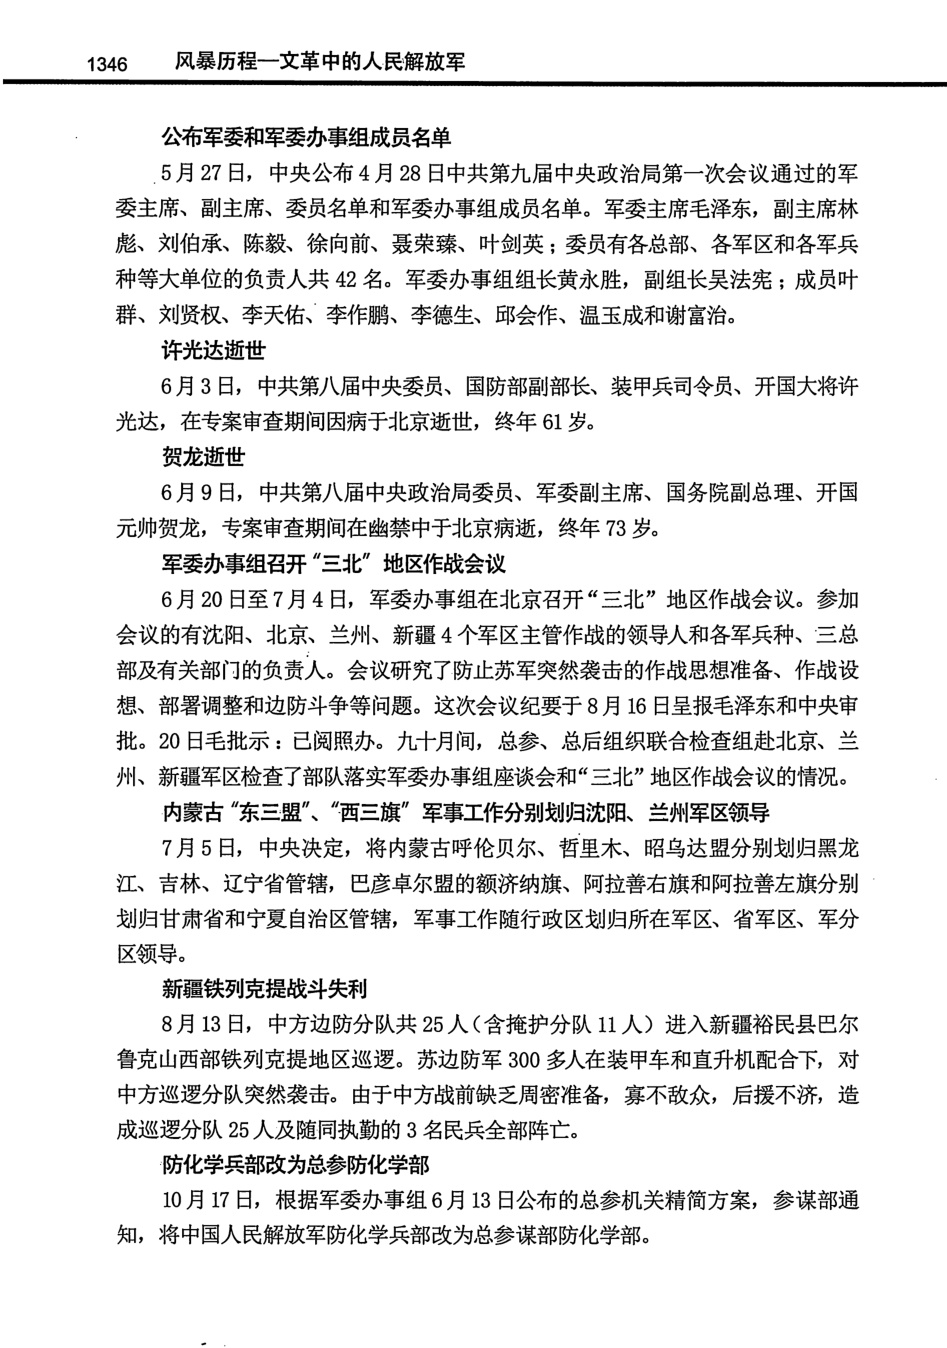 1346 风暴历程—文革中的人民解放军
公布军委和军委办事组成员名单
5月27日，中央公布4月28日中共第九届中央政治局第一次会议通过的军
委主席、副主席、委员名单和军委办事组成员名单。军委主席毛泽东，副主席林
彪、刘伯承、陈毅、徐向前、聂荣臻、叶剑英；委员有各总部、各军区和各军兵
种等大单位的负责人共42名。军委办事组组长黄永胜，副组长吴法宪；成员叶
群、刘贤权、李天佑、李作鹏、李德生、邱会作、温玉成和谢富治。
许光达逝世
6月3日，中共第八届中央委员、国防部副部长、装甲兵司令员、开国大将许
光达，在专案审查期间因病于北京逝世，终年61岁。
贺龙逝世
6月9日，中共第八届中央政治局委员、军委副主席、国务院副总理、开国
元帅贺龙，专案审查期间在幽禁中于北京病逝，终年73岁。
军委办事组召开“三北”地区作战会议
6月20日至7月4日，军委办事组在北京召开“三北”地区作战会议。参加
会议的有沈阳、北京、兰州、新疆4个军区主管作战的领导人和各军兵种、三总
部及有关部门的负责人。会议研究了防止苏军突然袭击的作战思想准备、作战设
想、部署调整和边防斗争等问题。这次会议纪要于8月16日呈报毛泽东和中央审
批。20日毛批示：已阅照办。九十月间，总参、总后组织联合检查组赴北京、兰
州、新疆军区检查了部队落实军委办事组座谈会和“三北”地区作战会议的情况。
内蒙古“东三盟”、“西三旗”军事工作分别划归沈阳、兰州军区领导
7月5日，中央决定，将内蒙古呼伦贝尔、哲里木、昭乌达盟分别划归黑龙
江、吉林、辽宁省管辖，巴彦卓尔盟的额济纳旗、阿拉善右旗和阿拉善左旗分别
划归甘肃省和宁夏自治区管辖，军事工作随行政区划归所在军区、省军区、军分
区领导。
新疆铁列克提战斗失利
8月13日，中方边防分队共25人（含掩护分队11人）进入新疆裕民县巴尔
鲁克山西部铁列克提地区巡逻。苏边防军300多人在装甲车和直升机配合下，对
中方巡逻分队突然袭击。由于中方战前缺乏周密准备，寡不敌众，后援不济，造
成巡逻分队25人及随同执勤的3名民兵全部阵亡。
防化学兵部改为总参防化学部
10月17日，根据军委办事组6月13日公布的总参机关精简方案，参谋部通
知，将中国人民解放军防化学兵部改为总参谋部防化学部。